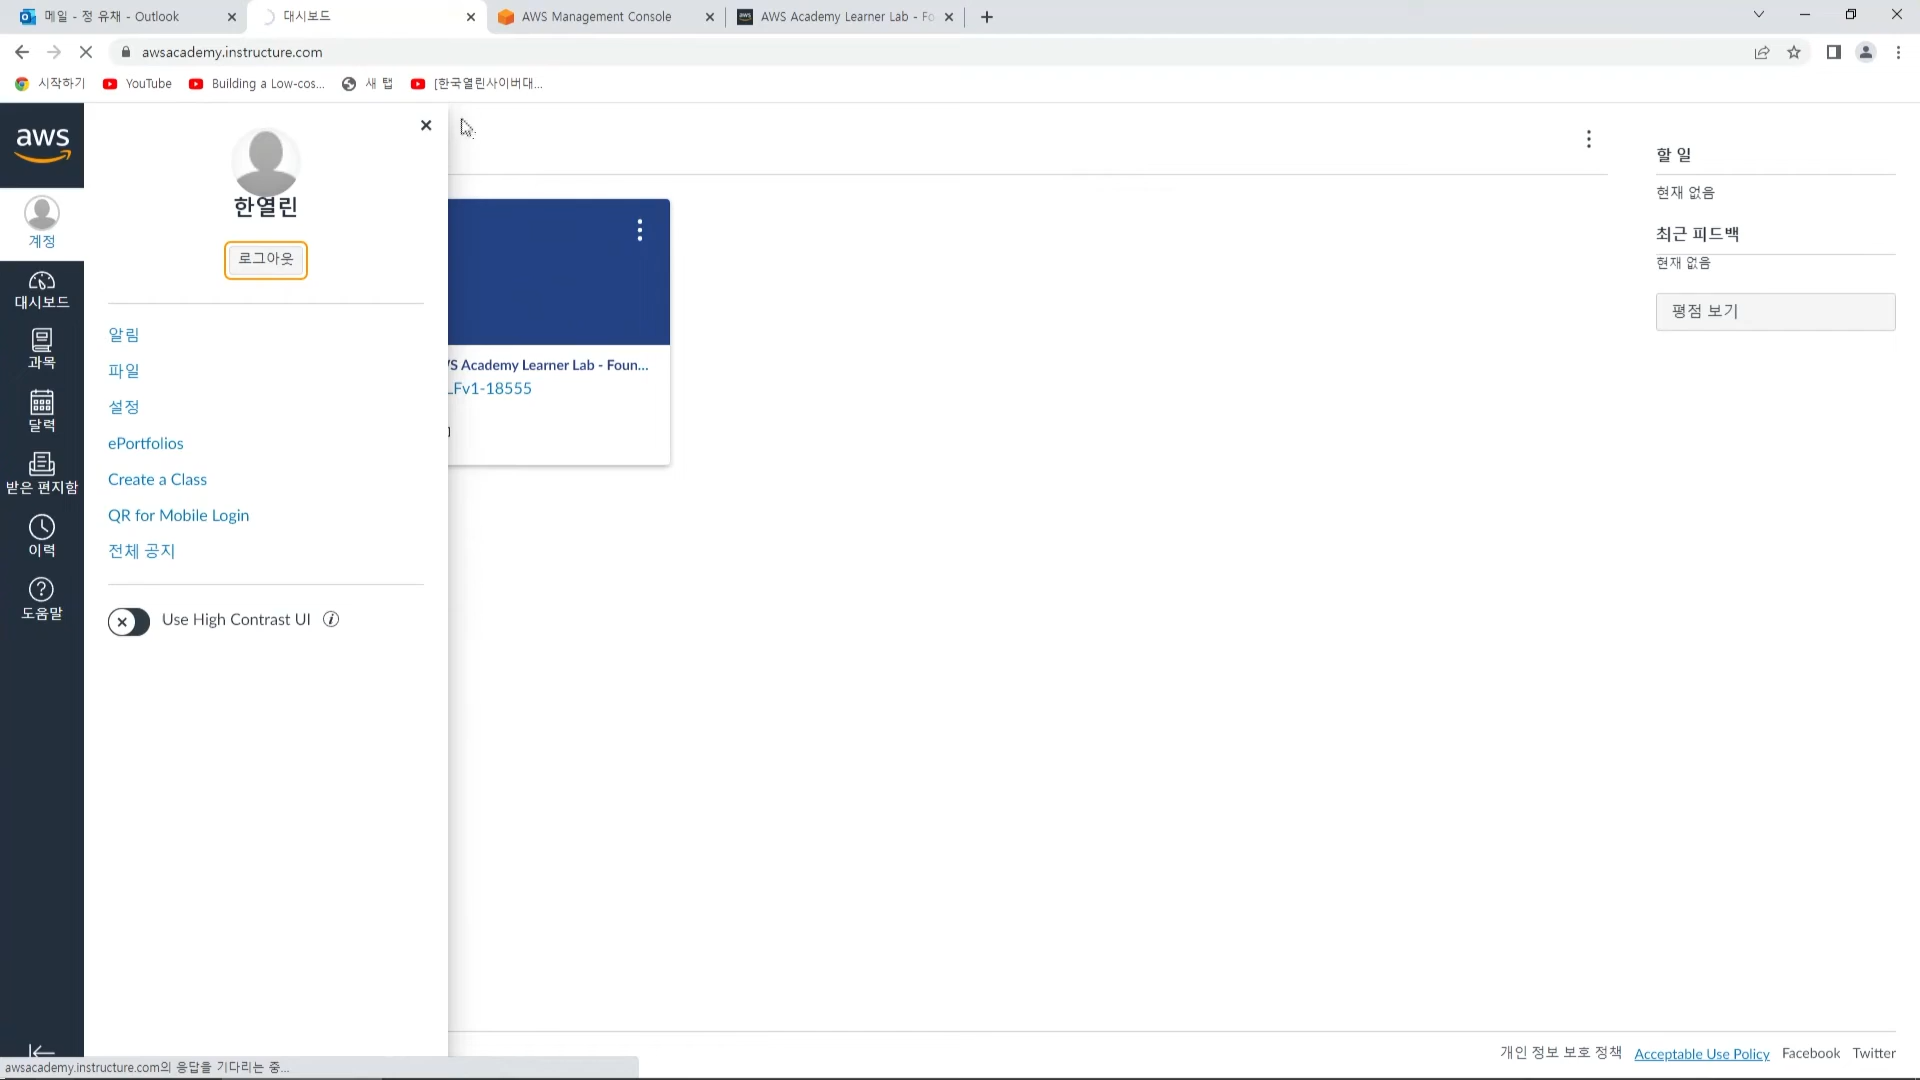 메일 - 정 유채 - Outlook
대시보드
AWS Management Console
AWS Academy Learner Lab - Fo
awsacademy.instructure.com
시작하기
YouTube
Building a Low-cos...
새 탭
[한국열린사이버대...
aws
계정
대시보드
과목
달력
받은 편지함
이력
도움말
한열린
로그아웃
알림
파일
설정
ePortfolios
Create a Class
QR for Mobile Login
전체 공지
Use High Contrast UI
S Academy Learner Lab - Foun...
LFv1-18555
할 일
현재 없음
최근 피드백
현재 없음
평점 보기
개인 정보 보호 정책 Acceptable Use Policy Facebook Twitter
awsacademy.instructure.com의 응답을 기다리는 중...